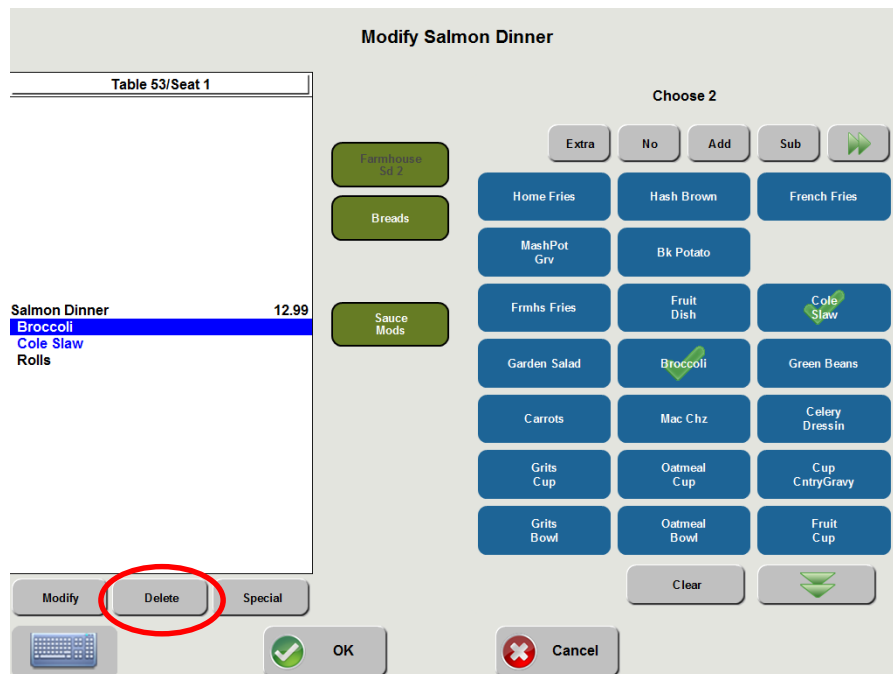 Modify Salmon Dinner
Table 53/Seat 1
Salmon Dinner 12.99
Broccoli
Cole Slaw
Rolls
Modify Delete Special
Farmhouse
Sd 2
Breads
Sauce
Mods
Choose 2
Extra No Add Sub
Home Fries
Hash Brown
French Fries
MashPot
Grv
Bk Potato
Frmhs Fries
Fruit
Dish
Cole
Slaw
Garden Salad
Broccoli
Green Beans
Carrots
Mac Chz
Celery
Dressin
Grits
Cup
Oatmeal
Cup
Cup
CntryGravy
Grits
Bowl
Oatmeal
Bowl
Fruit
Cup
Clear
OK
Cancel